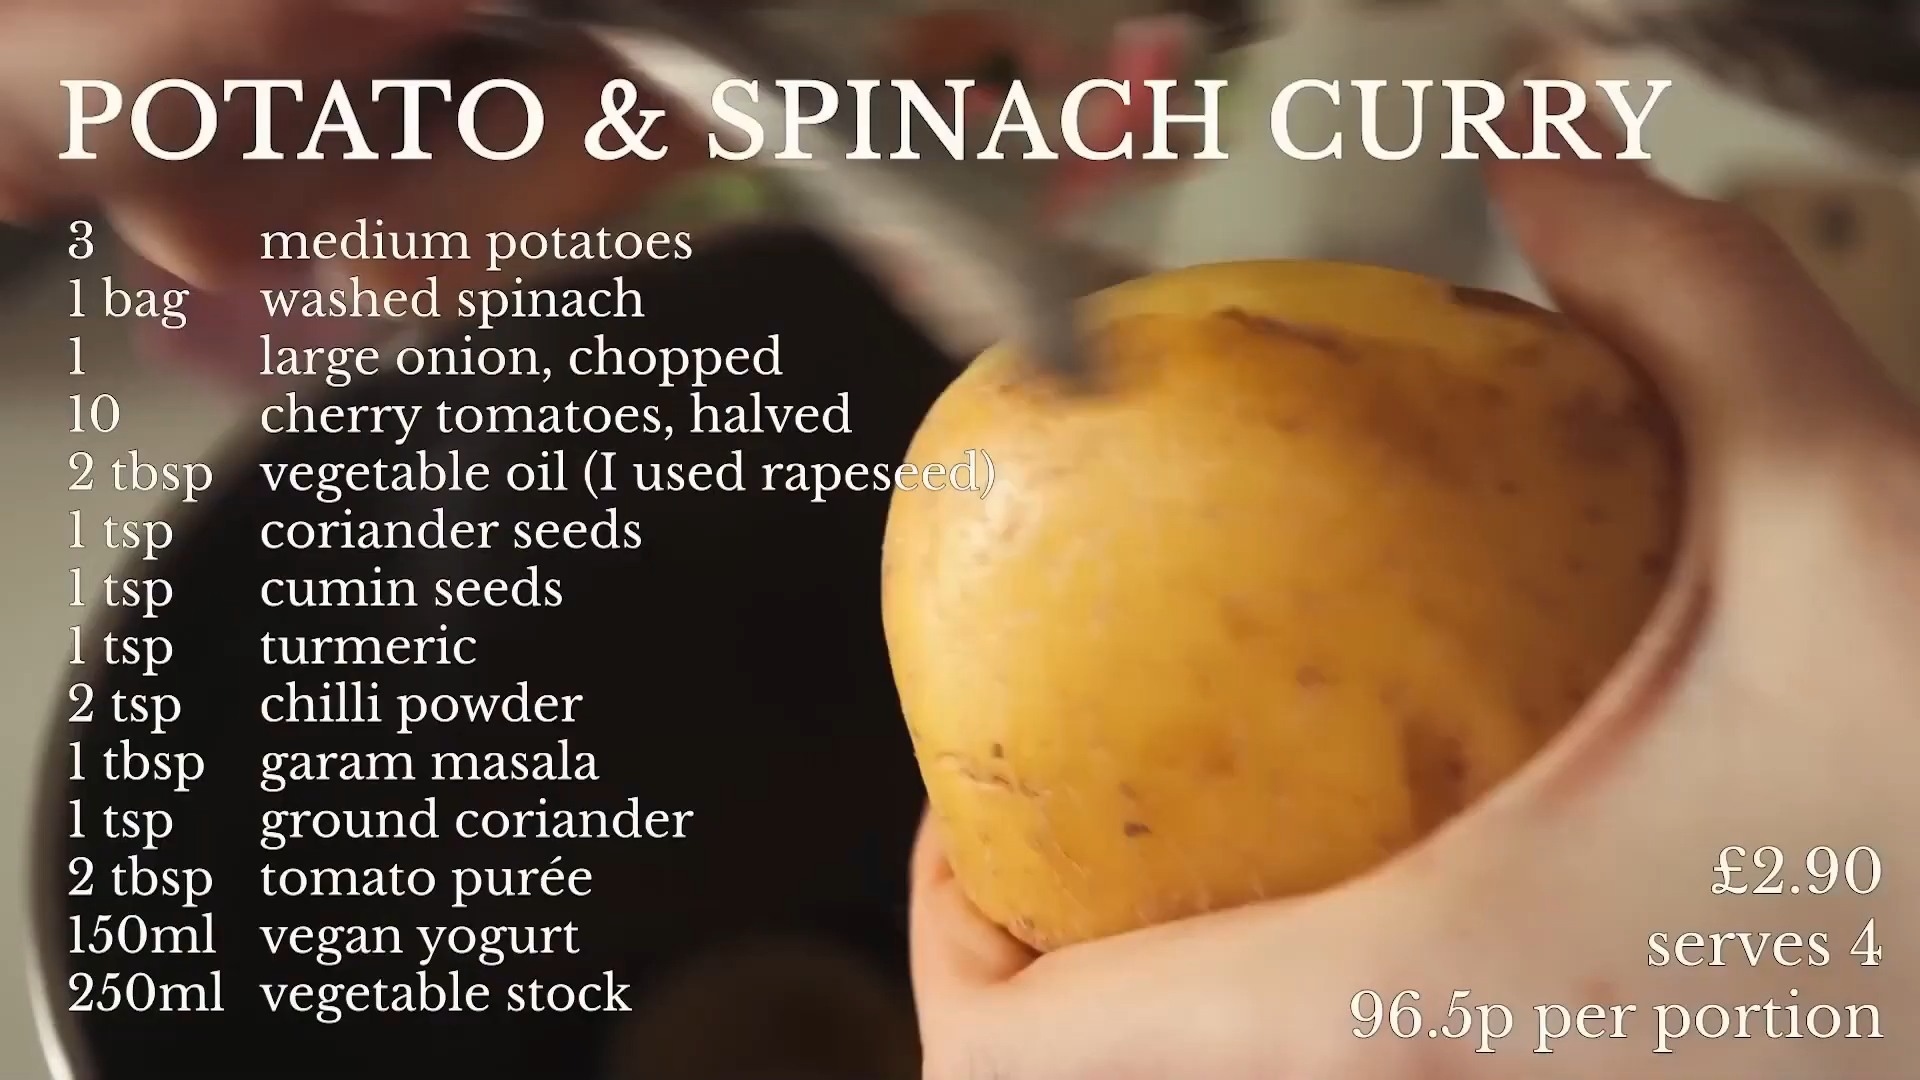 POTATO & SPINACH CURRY
3 medium potatoes
1 bag washed spinach
1 large onion, chopped
10 cherry tomatoes, halved
2 tbsp vegetable oil (I used rapeseed)
1 tsp coriander seeds
1 tsp cumin seeds
1 tsp turmeric
2 tsp chilli powder
1 tbsp garam masala
1 tsp ground coriander
2 tbsp tomato purée
150ml vegan yogurt
250ml vegetable stock
£2.90
serves 4
96.5p per portion